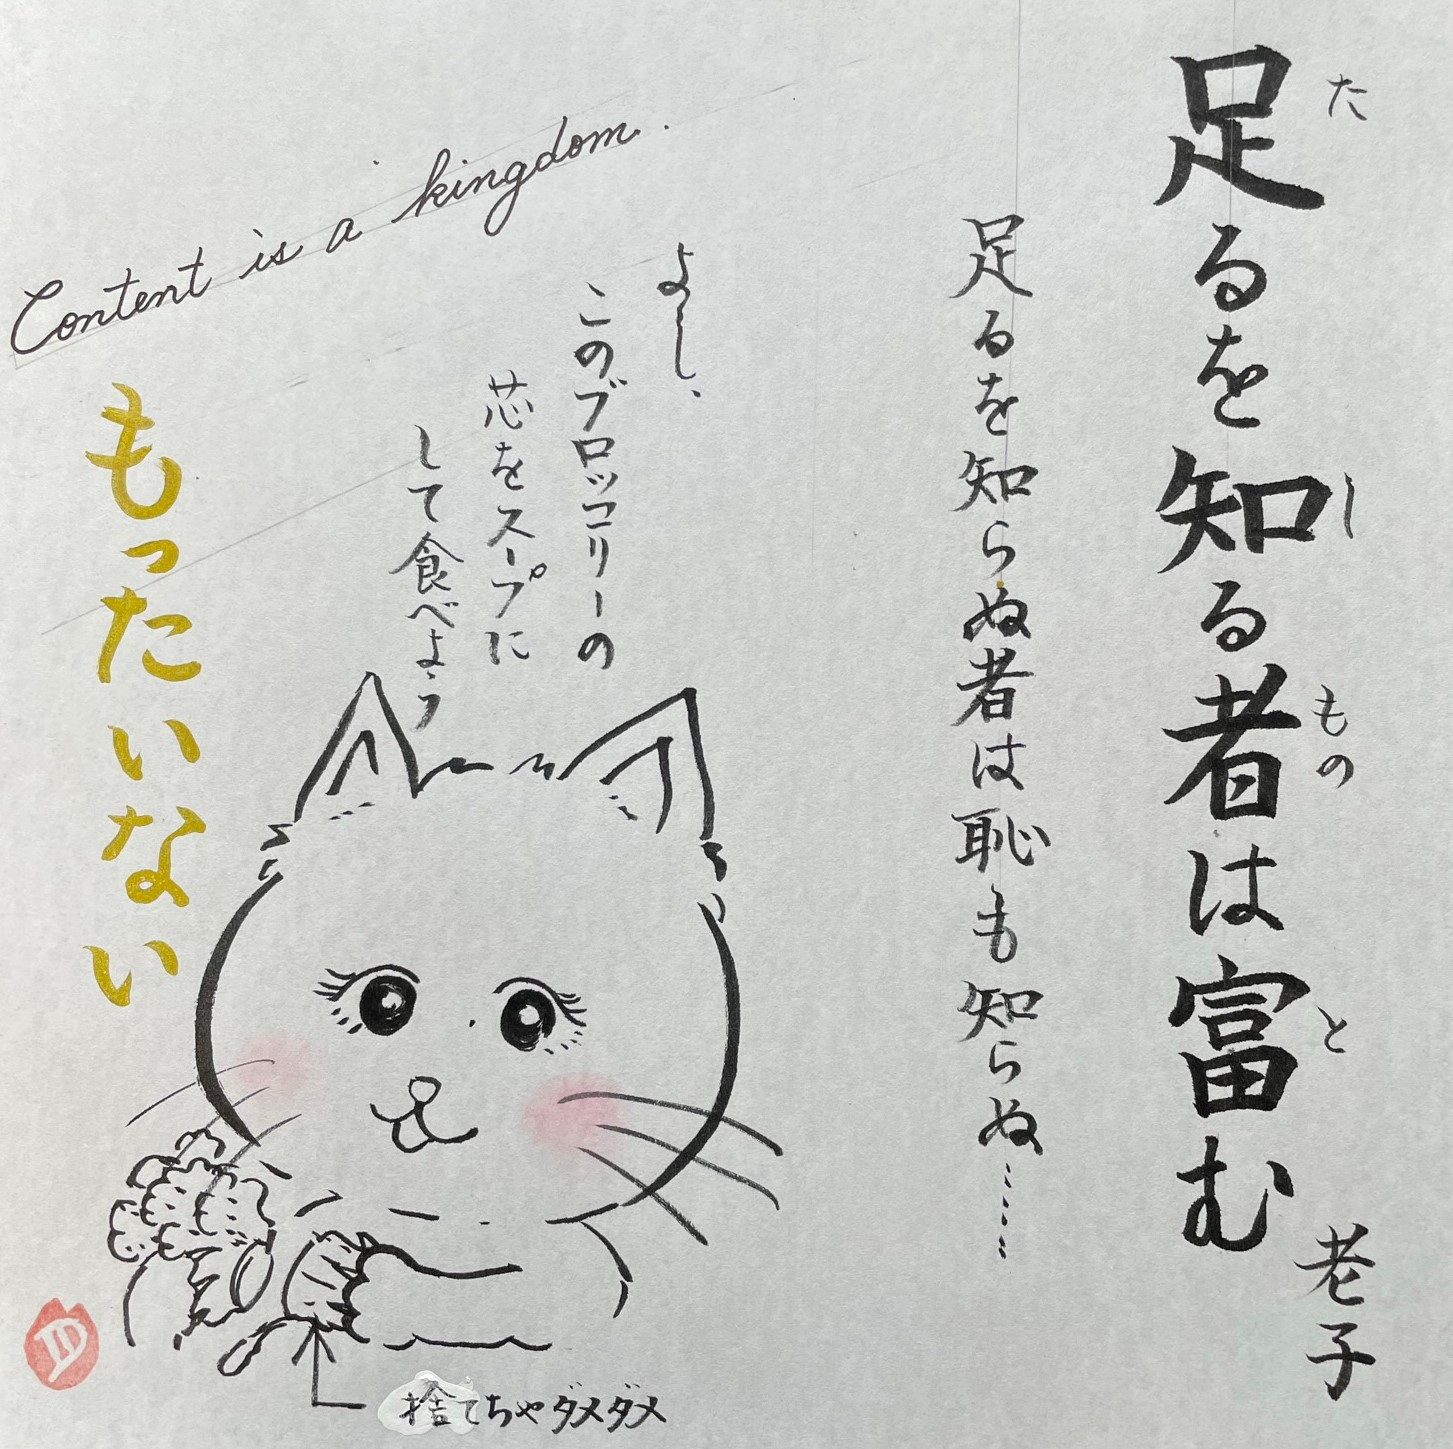 足るを知る者は富む
た
し
もの
と
老子
足るを知らぬ者は恥も知らぬ……
よーし、
このブロッコリーの
芯をスープに
して食べよう
Content is a kingdom.
もったいない
捨てちゃダメダメ